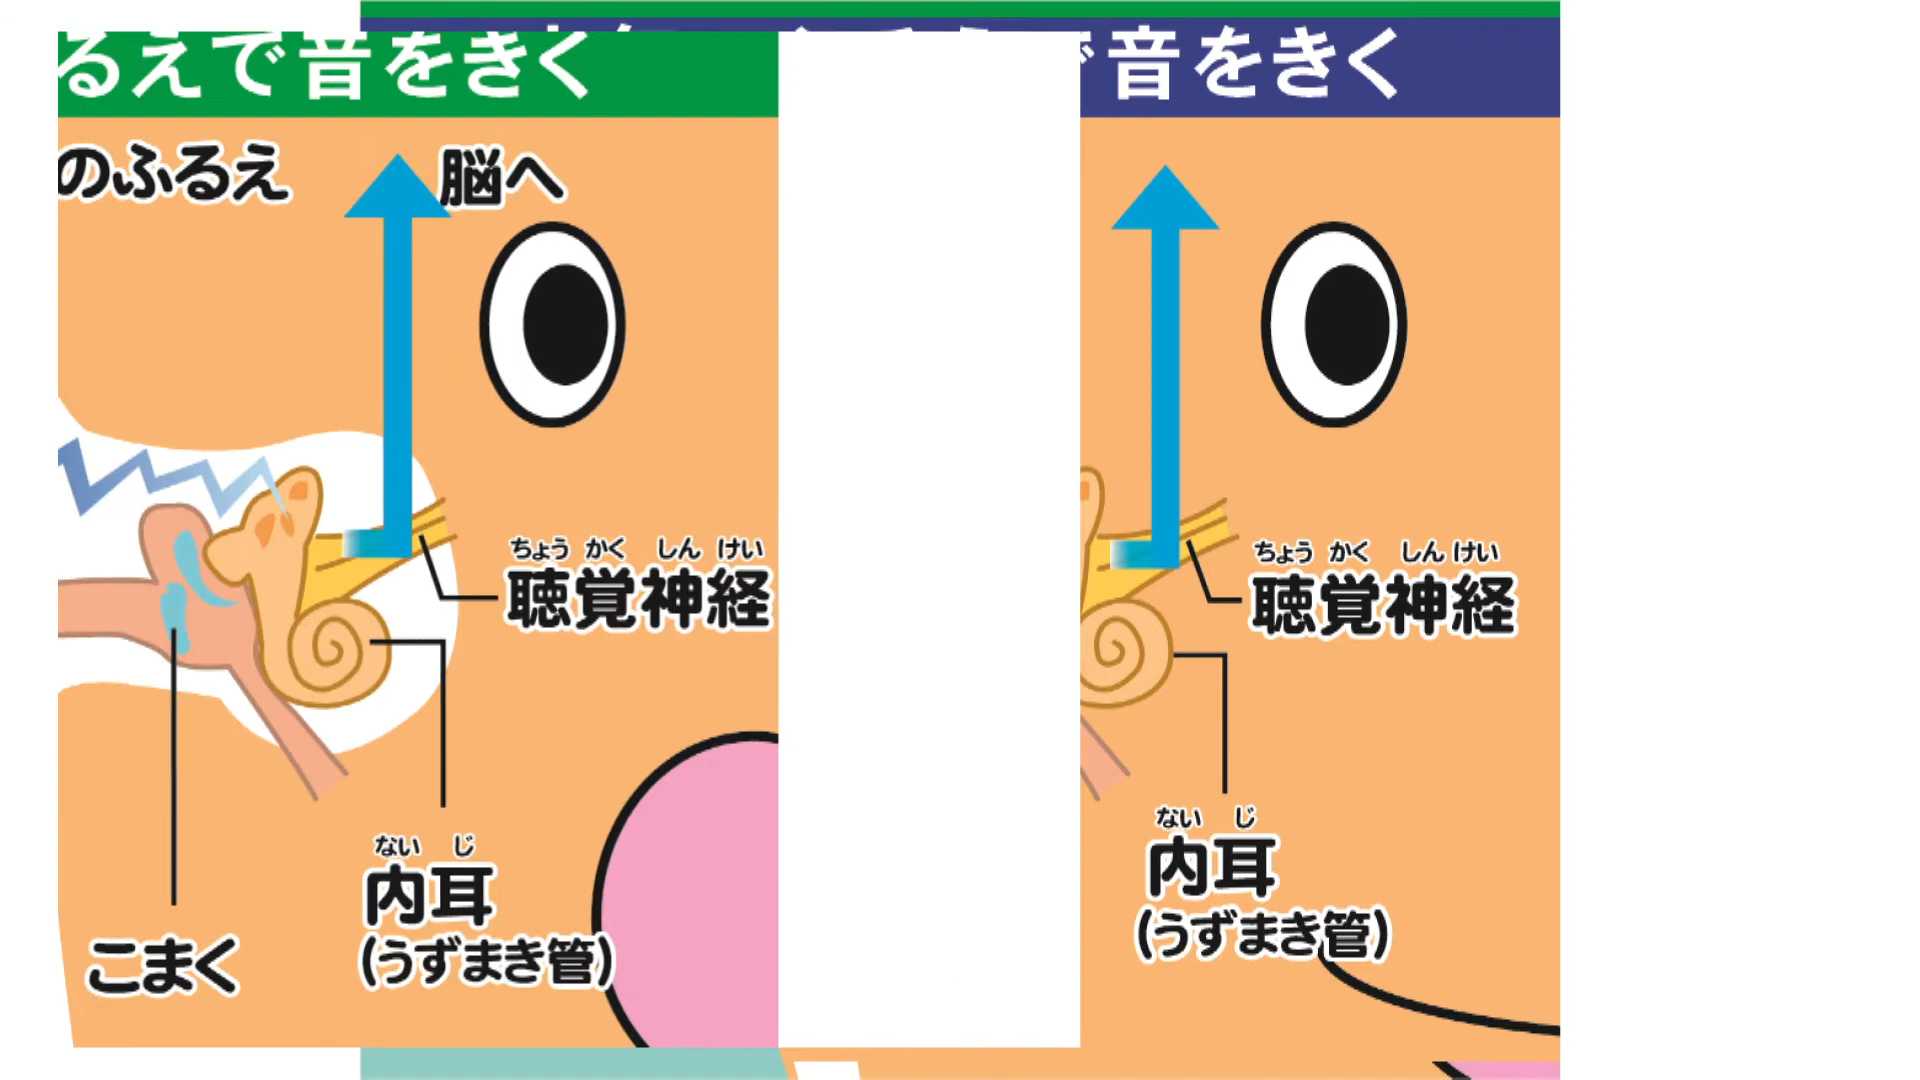 るえで音をきく
で音をきく
のふるえ
脳へ
ちょう かく しん けい
聴覚神経
ない じ
内耳
(うずまき管)
こまく
ちょう かく しん けい
聴覚神経
ない じ
内耳
(うずまき管)